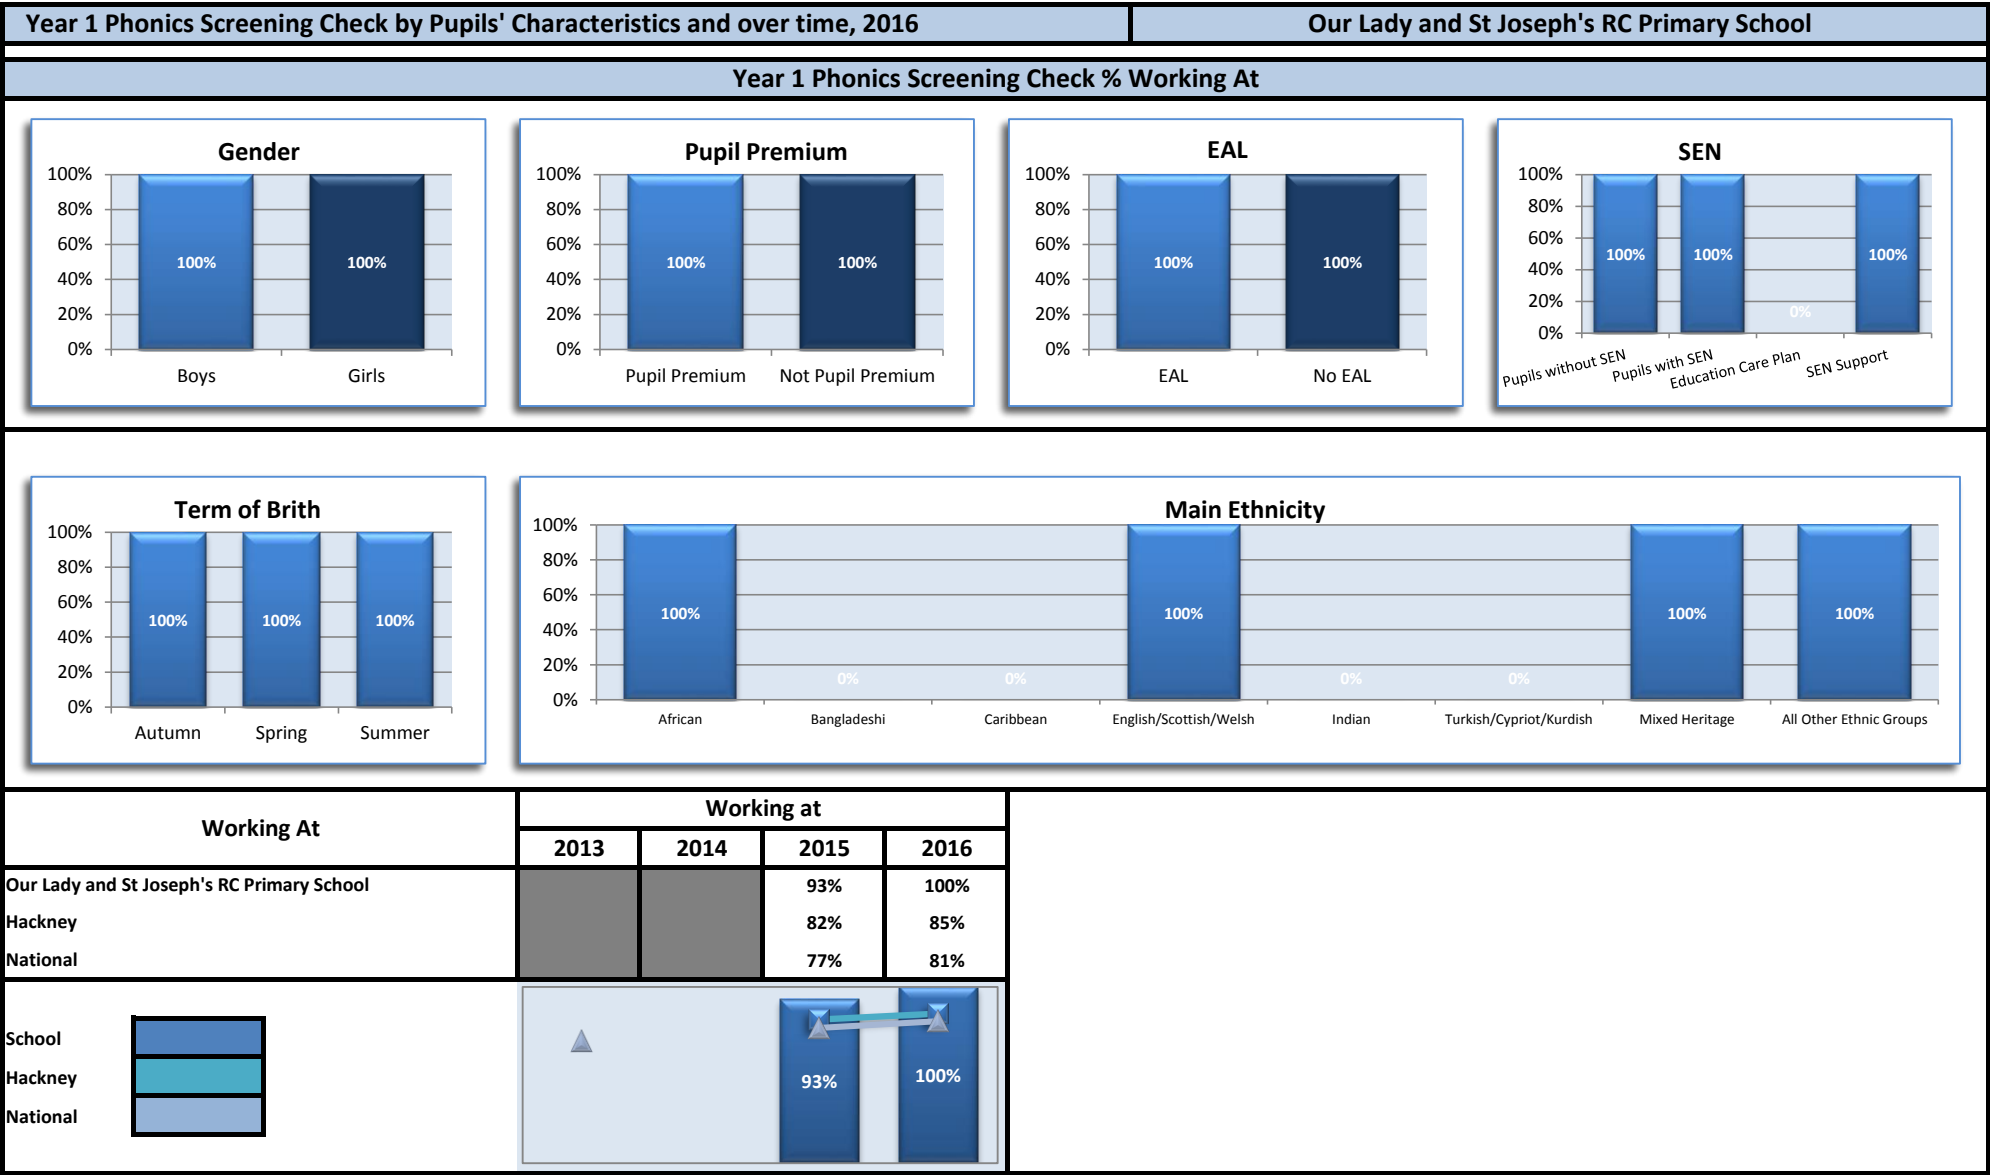 Year 1 Phonics Screening Check by Pupils' Characteristics and over time, 2016
Our Lady and St Joseph's RC Primary School
Year 1 Phonics Screening Check % Working At
Gender
100%
80%
60%
40%
20%
0%
100%
100%
Boys
Girls
Pupil Premium
100%
80%
60%
40%
20%
0%
100%
100%
Pupil Premium
Not Pupil Premium
EAL
100%
80%
60%
40%
20%
0%
100%
100%
EAL
No EAL
SEN
100%
80%
60%
40%
20%
0%
100%
100%
0%
100%
Pupils without SEN
Pupils with SEN
Education Care Plan
SEN Support
Term of Brith
100%
80%
60%
40%
20%
0%
100%
100%
100%
Autumn
Spring
Summer
Main Ethnicity
100%
80%
60%
40%
20%
0%
100%
0%
0%
100%
0%
0%
100%
100%
African
Bangladeshi
Caribbean
English/Scottish/Welsh
Indian
Turkish/Cypriot/Kurdish
Mixed Heritage
All Other Ethnic Groups
Working At
Working at
2013 2014 2015 2016
Our Lady and St Joseph's RC Primary School 93% 100%
Hackney 82% 85%
National 77% 81%
School
Hackney
National
93%
100%